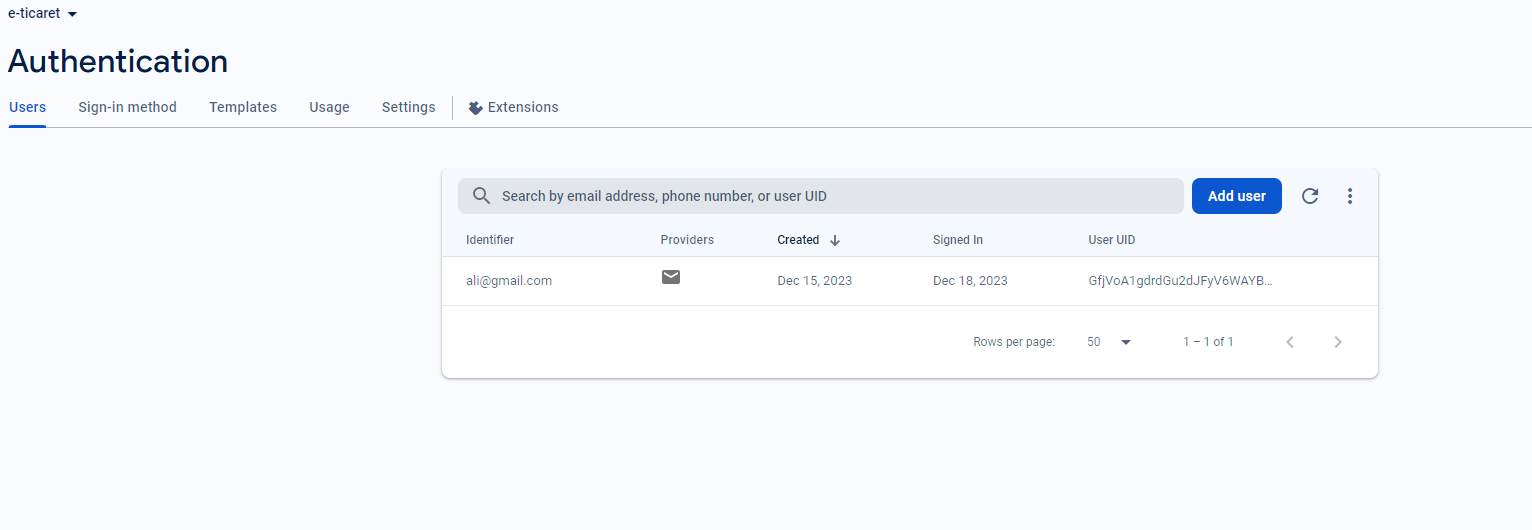 e-ticaret
Authentication
Users Sign-in method Templates Usage Settings Extensions
Search by email address, phone number, or user UID Add user
Identifier Providers Created Signed In User UID
ali@gmail.com Dec 15, 2023 Dec 18, 2023 GfjVoA1gdrdGu2dJFyV6WAYB...
Rows per page: 50 1 – 1 of 1